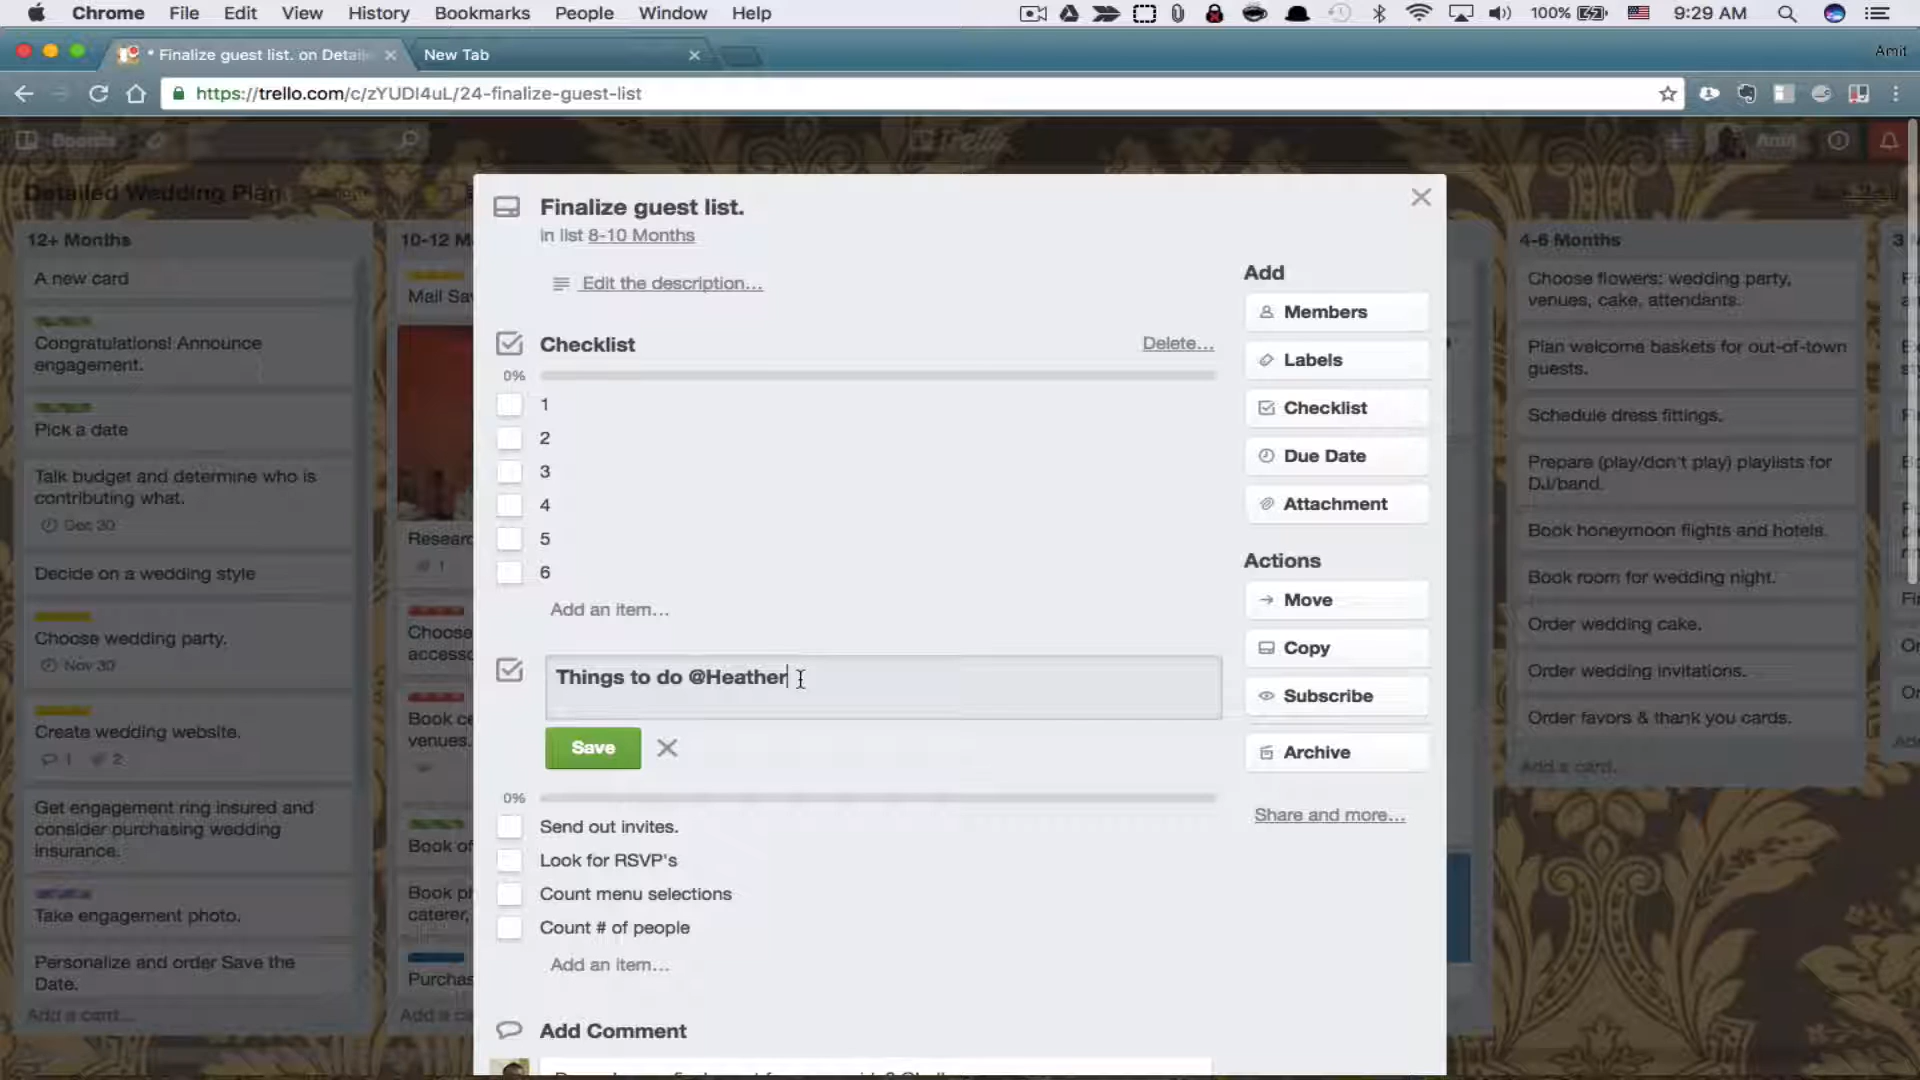 Chrome File Edit View History Bookmarks People Window Help 100% 9:29 AM
* Finalize guest list. on Detail New Tab Amit
https://trello.com/c/zYUDI4uL/24-finalize-guest-list
Boards Trello Amit
Detailed Wedding Plan
12+ Months
A new card
Congratulations! Announce
engagement.
Pick a date
Talk budget and determine who is
contributing what.
Dec 30
Decide on a wedding style
Choose wedding party.
Nov 30
Create wedding website.
1 2
Get engagement ring insured and
consider purchasing wedding
insurance.
Take engagement photo.
Personalize and order Save the
Date.
Add a card...
10-12 M
Mail Sa
Researc
1
Choose
accesso
Book ce
venues.
Book of
Book ph
caterer,
Purchas
Add a ca
Finalize guest list.
in list 8-10 Months
Edit the description...
Checklist Delete...
0%
1
2
3
4
5
6
Add an item...
Things to do @Heather
Save
0%
Send out invites.
Look for RSVP's
Count menu selections
Count # of people
Add an item...
Add Comment
Add
Members
Labels
Checklist
Due Date
Attachment
Actions
Move
Copy
Subscribe
Archive
Share and more...
4-6 Months
Choose flowers: wedding party,
venues, cake, attendants.
Plan welcome baskets for out-of-town
guests.
Schedule dress fittings.
Prepare (play/don't play) playlists for
DJ/band.
Book honeymoon flights and hotels.
Book room for wedding night.
Order wedding cake.
Order wedding invitations.
Order favors & thank you cards.
Add a card...
3